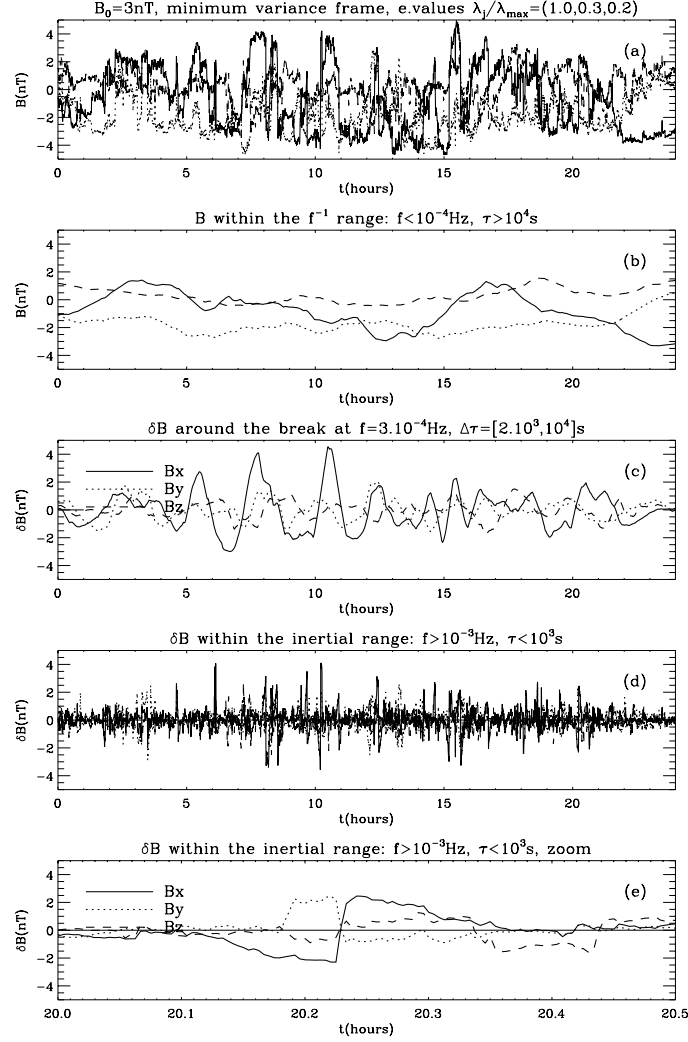 B₀=3nT, minimum variance frame, e.values λⱼ/λₘₐₓ=(1.0,0.3,0.2)
(a)
B(nT)
4
2
0
−2
−4
0 5 10 15 20
t(hours)
B within the f⁻¹ range: f<10⁻⁴Hz, τ>10⁴s
(b)
B(nT)
4
2
0
−2
−4
0 5 10 15 20
t(hours)
δB around the break at f=3.10⁻⁴Hz, Δτ=[2.10³,10⁴]s
(c)
Bx
By
Bz
δB(nT)
4
2
0
−2
−4
0 5 10 15 20
t(hours)
δB within the inertial range: f>10⁻³Hz, τ<10³s
(d)
δB(nT)
4
2
0
−2
−4
0 5 10 15 20
t(hours)
δB within the inertial range: f>10⁻³Hz, τ<10³s, zoom
(e)
Bx
By
Bz
δB(nT)
4
2
0
−2
−4
20.0 20.1 20.2 20.3 20.4 20.5
t(hours)